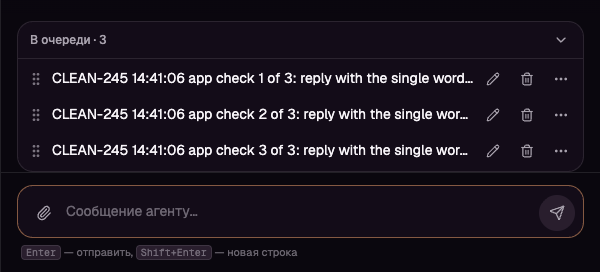 В очереди · 3
CLEAN-245 14:41:06 app check 1 of 3: reply with the single word...
CLEAN-245 14:41:06 app check 2 of 3: reply with the single wor...
CLEAN-245 14:41:06 app check 3 of 3: reply with the single wor...
Сообщение агенту...
Enter — отправить, Shift+Enter — новая строка